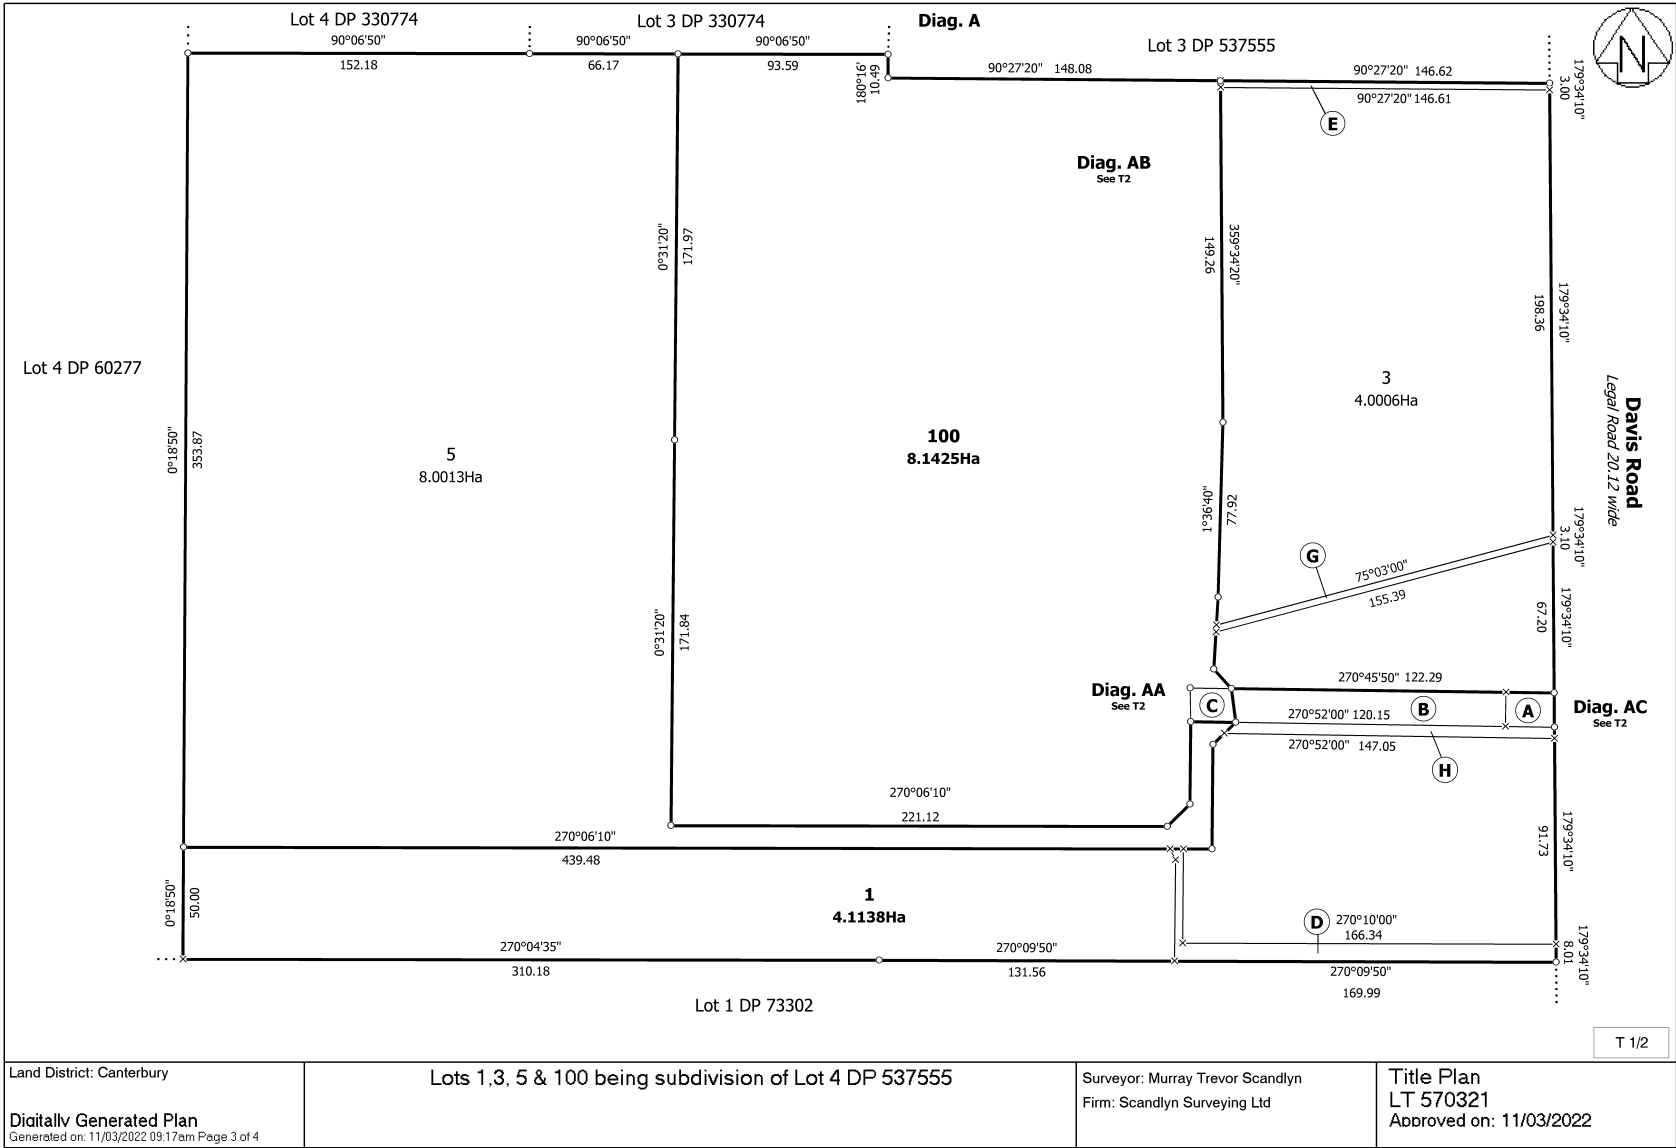 Lot 4 DP 330774
Lot 3 DP 330774
Diag. A
Lot 3 DP 537555
N
90°06'50"
152.18
90°06'50"
66.17
90°06'50"
93.59
180°16'
10.49
90°27'20" 148.08
90°27'20" 146.62
90°27'20" 146.61
179°34'10"
3.00
E
Diag. AB
See T2
0°31'20"
171.97
149.26
359°34'20"
198.36
179°34'10"
Lot 4 DP 60277
3
4.0006Ha
Davis Road
Legal Road 20.12 wide
0°18'50"
353.87
5
8.0013Ha
100
8.1425Ha
1°36'40"
77.92
179°34'10"
3.10
G
75°03'00"
155.39
0°31'20"
171.84
67.20
179°34'10"
Diag. AA
See T2
270°45'50" 122.29
C
B
A
Diag. AC
See T2
270°52'00" 120.15
270°52'00" 147.05
H
270°06'10"
221.12
270°06'10"
439.48
91.73
179°34'10"
0°18'50"
50.00
1
4.1138Ha
D
270°10'00"
166.34
270°04'35"
310.18
270°09'50"
131.56
270°09'50"
169.99
179°34'10"
8.01
Lot 1 DP 73302
T 1/2
Land District: Canterbury
Digitally Generated Plan
Generated on: 11/03/2022 09:17am Page 3 of 4
Lots 1,3, 5 & 100 being subdivision of Lot 4 DP 537555
Surveyor: Murray Trevor Scandlyn
Firm: Scandlyn Surveying Ltd
Title Plan
LT 570321
Approved on: 11/03/2022